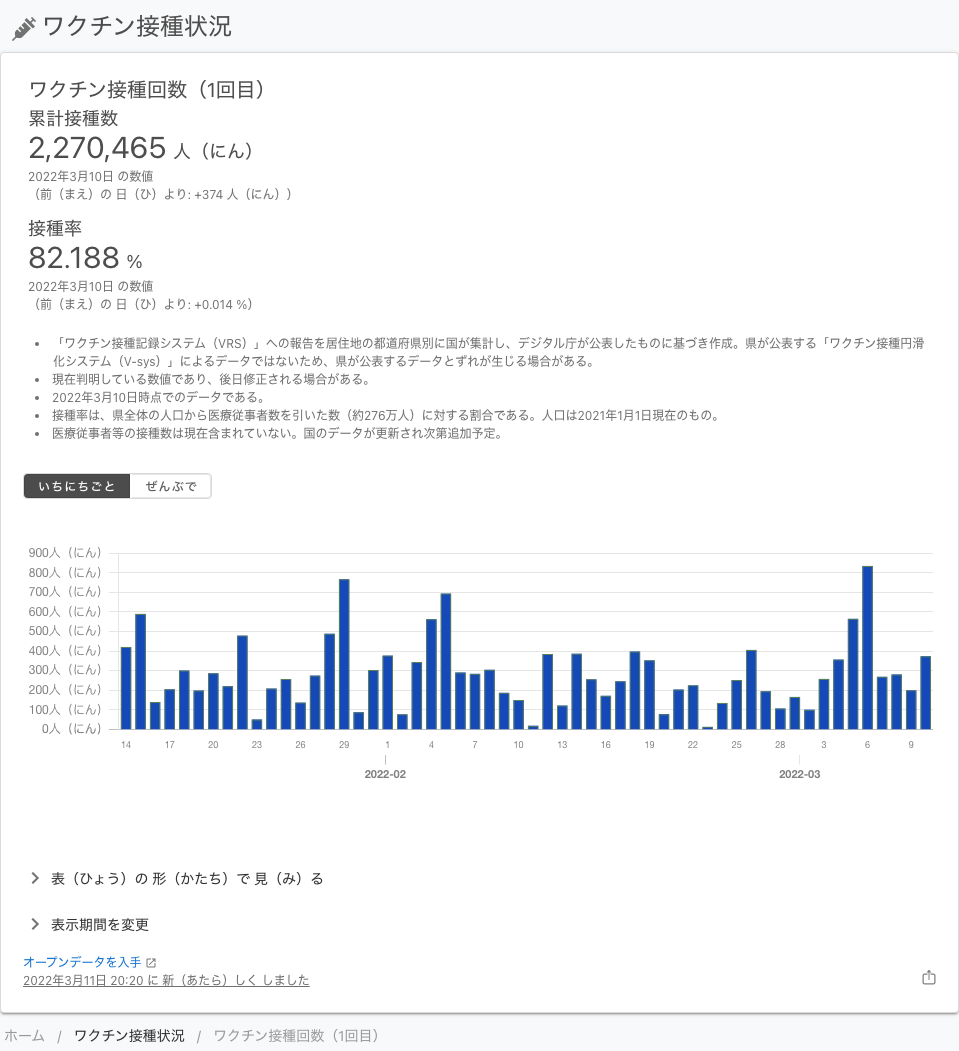 ワクチン接種状況
ワクチン接種回数（1回目）
累計接種数
2,270,465 人（にん）
2022年3月10日 の数値
（前（まえ）の 日（ひ）より: +374 人（にん））
接種率
82.188 %
2022年3月10日 の数値
（前（まえ）の 日（ひ）より: +0.014 %）
• 「ワクチン接種記録システム（VRS）」への報告を居住地の都道府県別に国が集計し、デジタル庁が公表したものに基づき作成。県が公表する「ワクチン接種円滑
化システム（V-sys）」によるデータではないため、県が公表するデータとずれが生じる場合がある。
• 現在判明している数値であり、後日修正される場合がある。
• 2022年3月10日時点でのデータである。
• 接種率は、県全体の人口から医療従事者数を引いた数（約276万人）に対する割合である。人口は2021年1月1日現在のもの。
• 医療従事者等の接種数は現在含まれていない。国のデータが更新され次第追加予定。
いちにちごと ぜんぶで
900人（にん）
800人（にん）
700人（にん）
600人（にん）
500人（にん）
400人（にん）
300人（にん）
200人（にん）
100人（にん）
0人（にん）
14 17 20 23 26 29 1 4 7 10 13 16 19 22 25 28 3 6 9
2022-02 2022-03
表（ひょう）の 形（かたち）で 見（み）る
表示期間を変更
オープンデータを入手
2022年3月11日 20:20 に 新（あたら）しく しました
ホーム / ワクチン接種状況 / ワクチン接種回数（1回目）